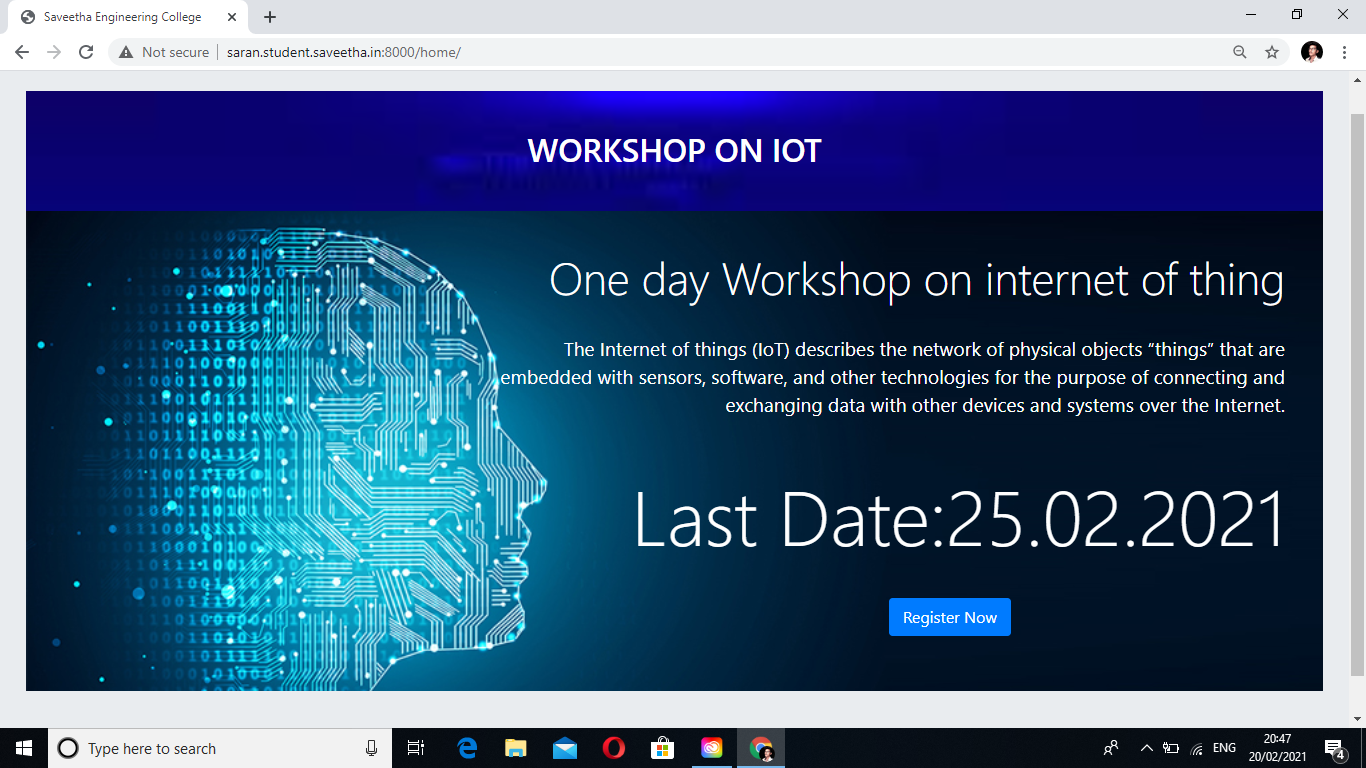 Saveetha Engineering College
Not secure
saran.student.saveetha.in:8000/home/
WORKSHOP ON IOT
One day Workshop on internet of thing
The Internet of things (IoT) describes the network of physical objects “things” that are
embedded with sensors, software, and other technologies for the purpose of connecting and
exchanging data with other devices and systems over the Internet.
Last Date:25.02.2021
Register Now
Type here to search
ENG
20:47
20/02/2021
4